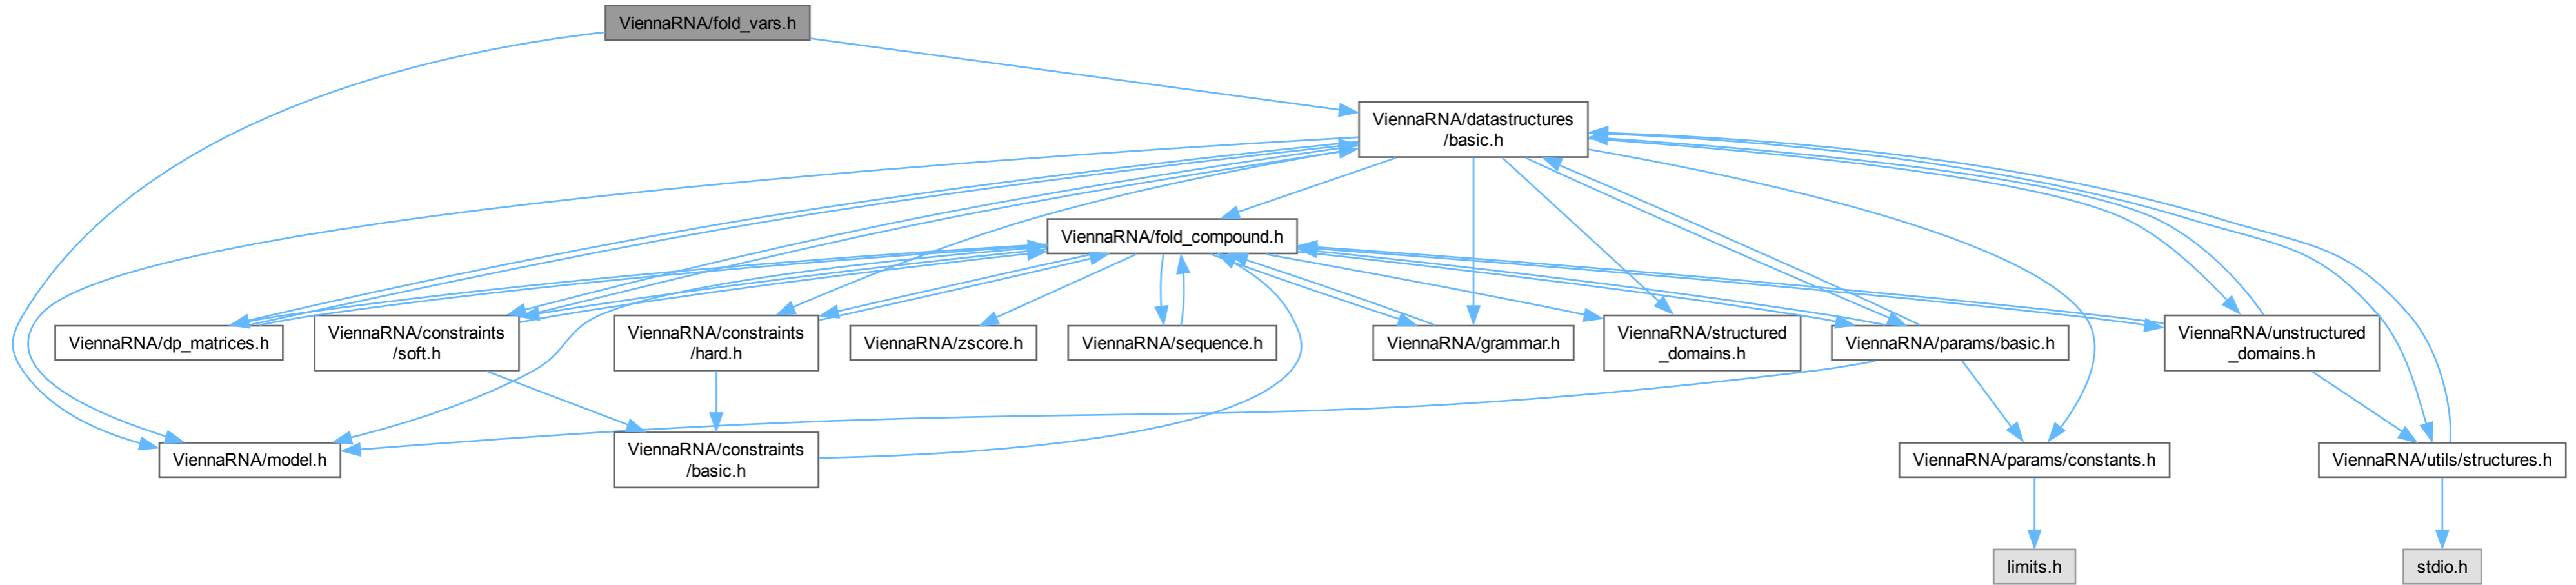 ViennaRNA/fold_vars.h
ViennaRNA/datastructures
/basic.h
ViennaRNA/fold_compound.h
ViennaRNA/dp_matrices.h
ViennaRNA/constraints
/soft.h
ViennaRNA/constraints
/hard.h
ViennaRNA/zscore.h
ViennaRNA/sequence.h
ViennaRNA/grammar.h
ViennaRNA/structured
_domains.h
ViennaRNA/params/basic.h
ViennaRNA/unstructured
_domains.h
ViennaRNA/model.h
ViennaRNA/constraints
/basic.h
ViennaRNA/params/constants.h
ViennaRNA/utils/structures.h
limits.h
stdio.h